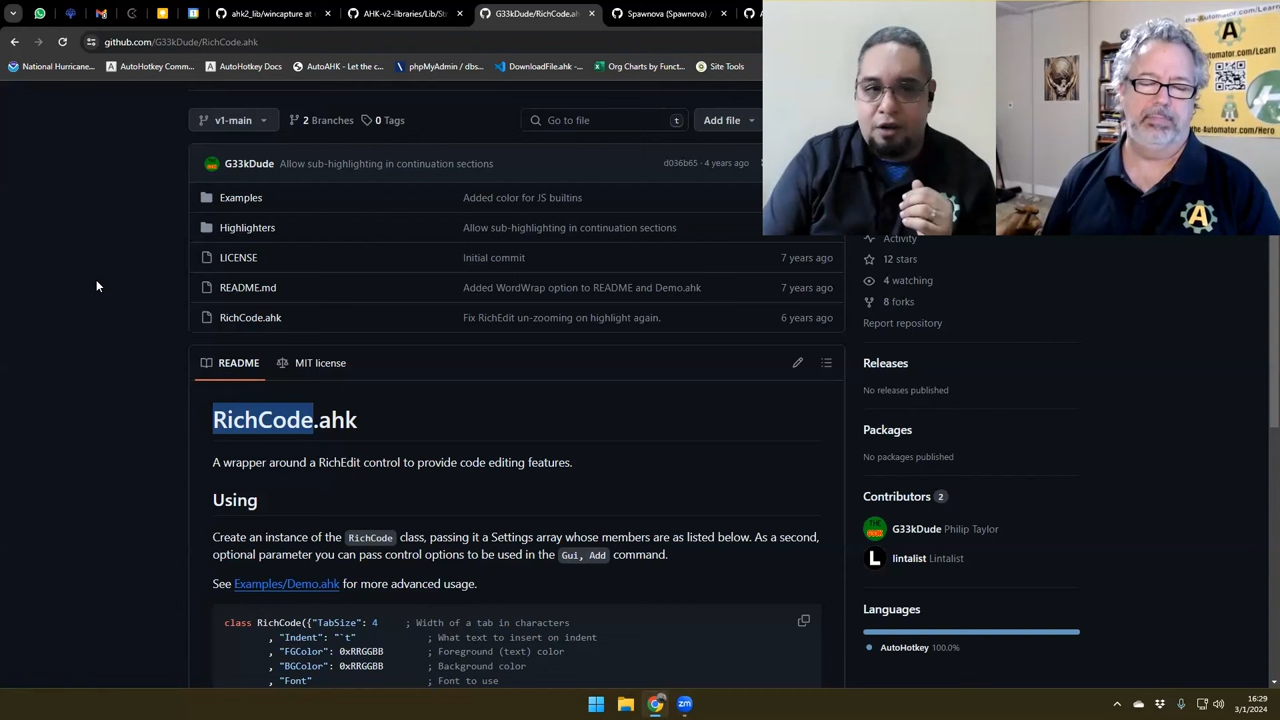 ahk2_lib/wincapture at
AHK-v2-libraries/Lib/St
G33kDude/RichCode.ahk
Spawnova (Spawnova)
github.com/G33kDude/RichCode.ahk
National Hurricane...
AutoHotkey Comm...
AutoHotkey Docs
AutoAHK - Let's
phpMyAdmin / dbs...
Org Charts by Funct...
Site Tools
the-Automator.com/Learn
the-Automator.com/Hero
v1-main
2 Branches
0 Tags
Go to file
t
Add file
G33kDude Allow sub-highlighting in continuation sections
d036b65 · 4 years ago
Examples
Added color for JS builtins
Highlighters
Allow sub-highlighting in continuation sections
LICENSE
Initial commit
7 years ago
README.md
Added WordWrap option to README and Demo.ahk
7 years ago
RichCode.ahk
Fix RichEdit un-zooming on highlight again.
6 years ago
README
MIT license
RichCode.ahk
A wrapper around a RichEdit control to provide code editing features.
Using
Create an instance of the RichCode class, passing it a Settings array whose members are as listed below. As a second,
optional parameter you can pass control options to be used in the Gui, Add command.
See Examples/Demo.ahk for more advanced usage.
class RichCode({"TabSize": 4 ; Width of a tab in characters
, "Indent": "`t" ; What text to insert on indent
, "FGColor": 0xRRGGBB ; Foreground (text) color
, "BGColor": 0xRRGGBB ; Background color
, "Font" ; Font to use
Activity
12 stars
4 watching
8 forks
Report repository
Releases
No releases published
Packages
No packages published
Contributors 2
G33kDude Philip Taylor
lintalist Lintalist
Languages
AutoHotkey 100.0%
zm
16:29
3/1/2024